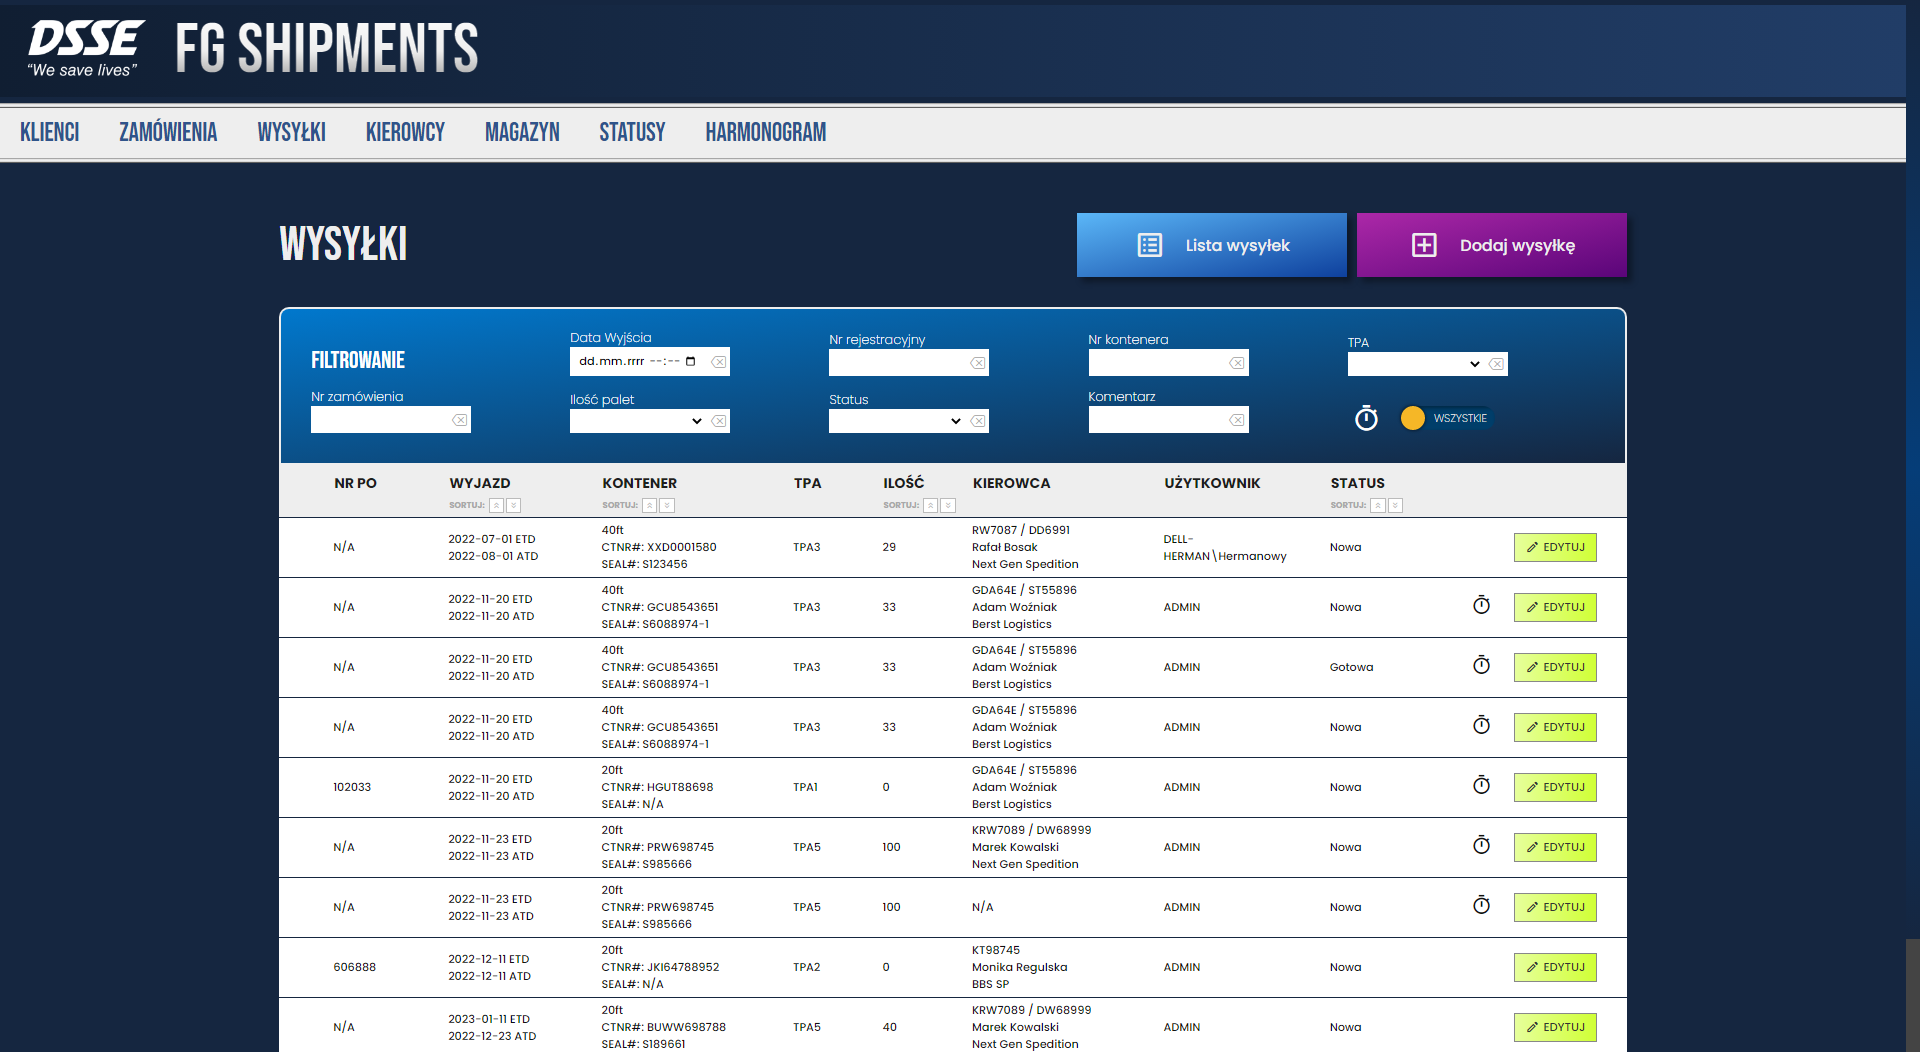 DSSE
“We save lives”
FG SHIPMENTS
KLIENCI ZAMÓWIENIA WYSYŁKI KIEROWCY MAGAZYN STATUSY HARMONOGRAM
WYSYŁKI
Lista wysyłek
Dodaj wysyłkę
FILTROWANIE
Data Wyjścia
dd.mm.rrrr --:--
Nr rejestracyjny
Nr kontenera
TPA
Nr zamówienia
Ilość palet
Status
Komentarz
WSZYSTKIE
NR PO WYJAZD KONTENER TPA ILOŚĆ KIEROWCA UŻYTKOWNIK STATUS
SORTUJ: SORTUJ: SORTUJ: SORTUJ:
N/A
2022-07-01 ETD
2022-08-01 ATD
40ft
CTNR#: XXD0001580
SEAL#: S123456
TPA3
29
RW7087 / DD6991
Rafał Bosak
Next Gen Spedition
DELL-
HERMAN\Hermanowy
Nowa
EDYTUJ
N/A
2022-11-20 ETD
2022-11-20 ATD
40ft
CTNR#: GCU8543651
SEAL#: S6088974-1
TPA3
33
GDA64E / ST55896
Adam Woźniak
Berst Logistics
ADMIN
Nowa
EDYTUJ
N/A
2022-11-20 ETD
2022-11-20 ATD
40ft
CTNR#: GCU8543651
SEAL#: S6088974-1
TPA3
33
GDA64E / ST55896
Adam Woźniak
Berst Logistics
ADMIN
Gotowa
EDYTUJ
N/A
2022-11-20 ETD
2022-11-20 ATD
40ft
CTNR#: GCU8543651
SEAL#: S6088974-1
TPA3
33
GDA64E / ST55896
Adam Woźniak
Berst Logistics
ADMIN
Nowa
EDYTUJ
102033
2022-11-20 ETD
2022-11-20 ATD
20ft
CTNR#: HGUT88698
SEAL#: N/A
TPA1
0
GDA64E / ST55896
Adam Woźniak
Berst Logistics
ADMIN
Nowa
EDYTUJ
N/A
2022-11-23 ETD
2022-11-23 ATD
20ft
CTNR#: PRW698745
SEAL#: S985666
TPA5
100
KRW7089 / DW68999
Marek Kowalski
Next Gen Spedition
ADMIN
Nowa
EDYTUJ
N/A
2022-11-23 ETD
2022-11-23 ATD
20ft
CTNR#: PRW698745
SEAL#: S985666
TPA5
100
N/A
ADMIN
Nowa
EDYTUJ
606888
2022-12-11 ETD
2022-12-11 ATD
20ft
CTNR#: JKI64788952
SEAL#: N/A
TPA2
0
KT98745
Monika Regulska
BBS SP
ADMIN
Nowa
EDYTUJ
N/A
2023-01-11 ETD
2022-12-23 ATD
20ft
CTNR#: BUWW698788
SEAL#: S189661
TPA5
40
KRW7089 / DW68999
Marek Kowalski
Next Gen Spedition
ADMIN
Nowa
EDYTUJ